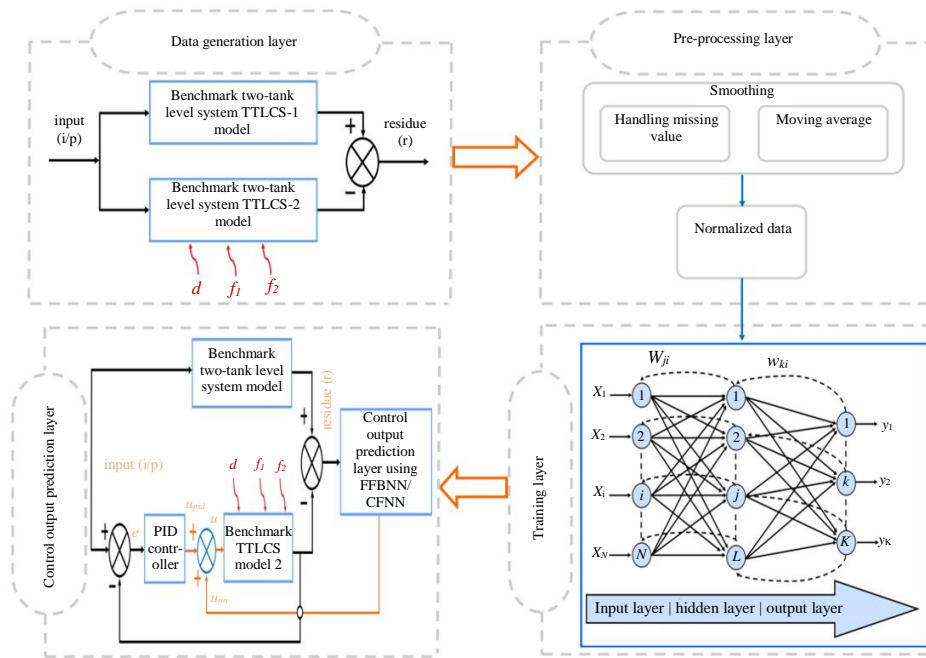 Data generation layer
input
(i/p)
Benchmark two-tank
level system TTLCS-1
model
Benchmark two-tank
level system TTLCS-2
model
+
−
residue
(r)
d
f1
f2
Pre-processing layer
Smoothing
Handling missing
value
Moving average
Normalized data
Control output prediction layer
Benchmark
two-tank level
system model
input (i/p)
residue (r)
+
−
Control
output
prediction
layer using
FFBNN/
CFNN
d
f1
f2
+
−
e
PID
contr-
oller
upid
+
+
u
unn
Benchmark
TTLCS
model 2
Training layer
Wji
wki
X1
X2
Xi
XN
1
2
i
N
1
2
j
L
1
k
K
y1
y2
yK
Input layer | hidden layer | output layer